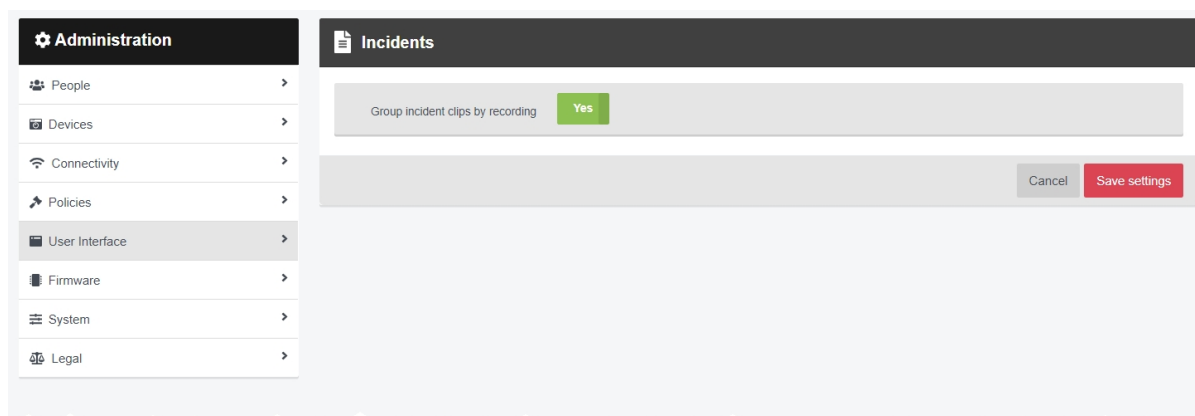 Administration
People
Devices
Connectivity
Policies
User Interface
Firmware
System
Legal
Incidents
Group incident clips by recording Yes
Cancel Save settings